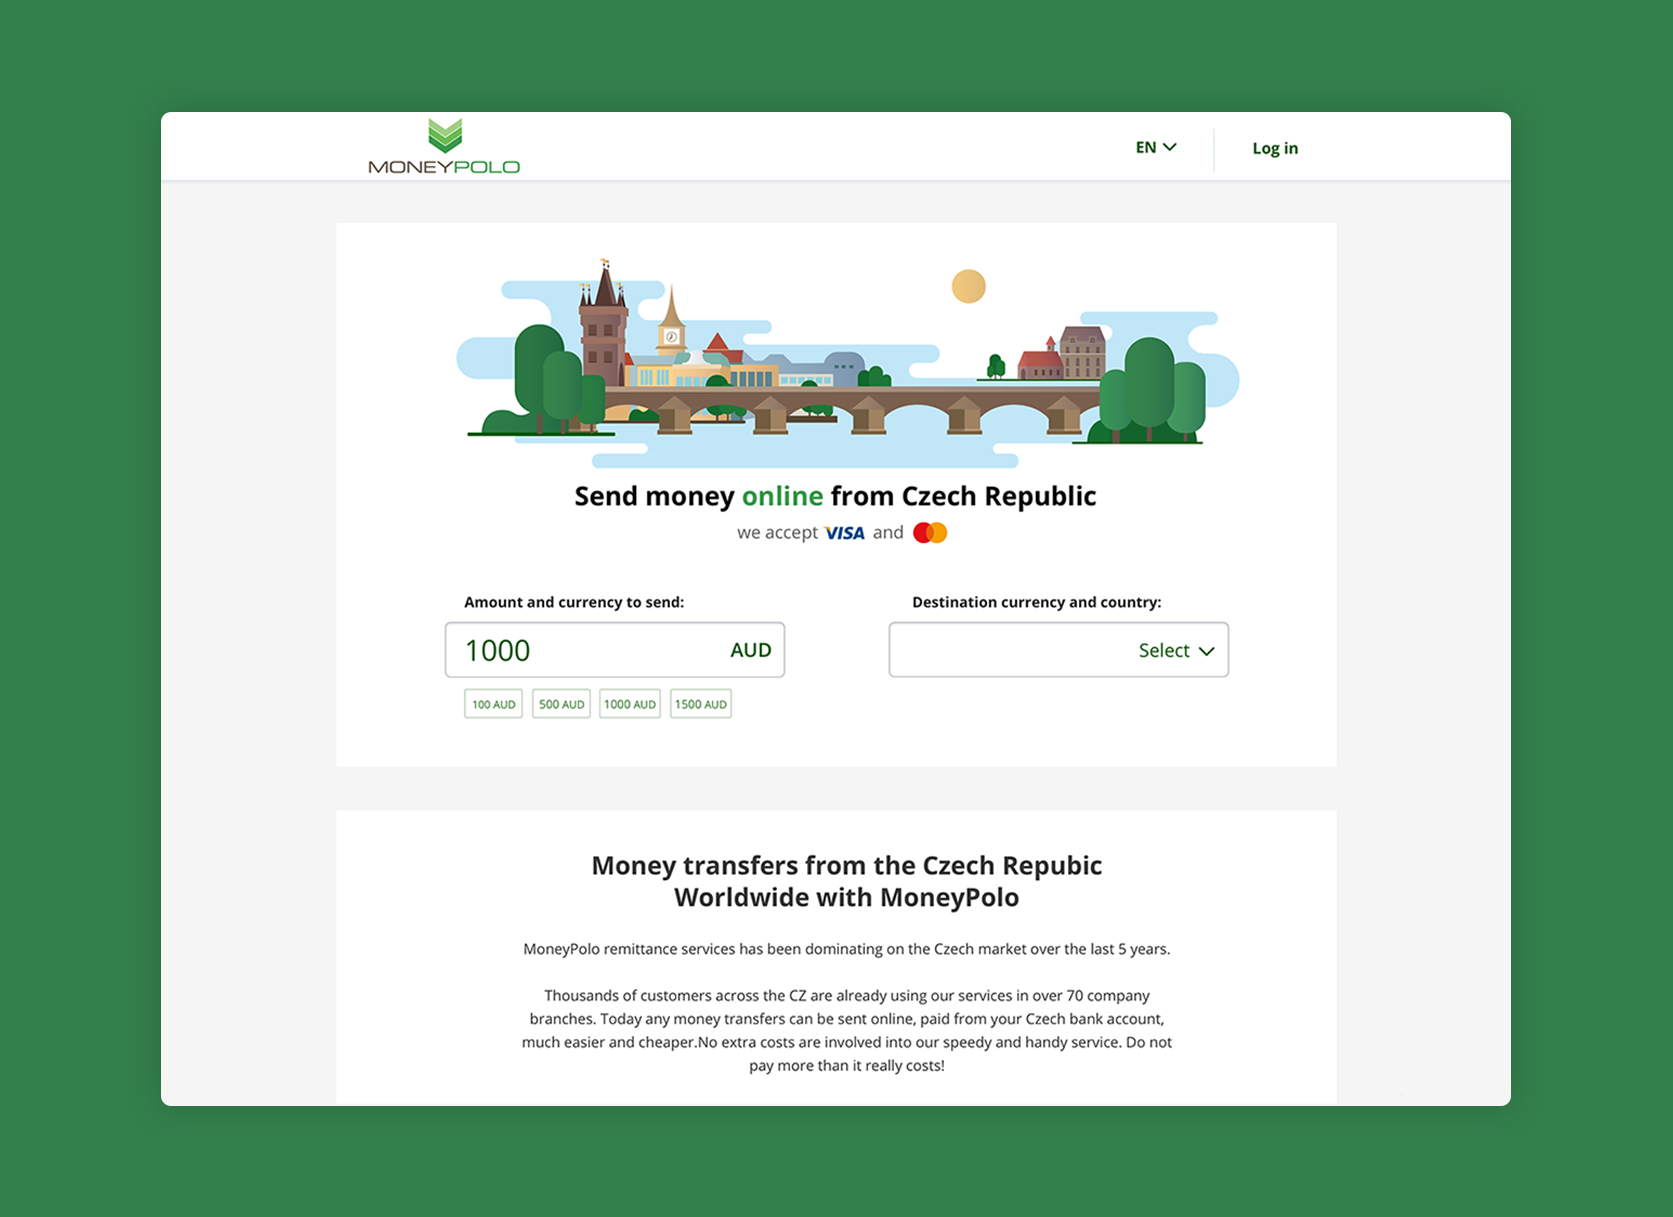 MONEYPOLO
EN
Log in
Send money online from Czech Republic
we accept VISA and
Amount and currency to send:
1000 AUD
100 AUD 500 AUD 1000 AUD 1500 AUD
Destination currency and country:
Select
Money transfers from the Czech Repubic
Worldwide with MoneyPolo
MoneyPolo remittance services has been dominating on the Czech market over the last 5 years.
Thousands of customers across the CZ are already using our services in over 70 company
branches. Today any money transfers can be sent online, paid from your Czech bank account,
much easier and cheaper.No extra costs are involved into our speedy and handy service. Do not
pay more than it really costs!